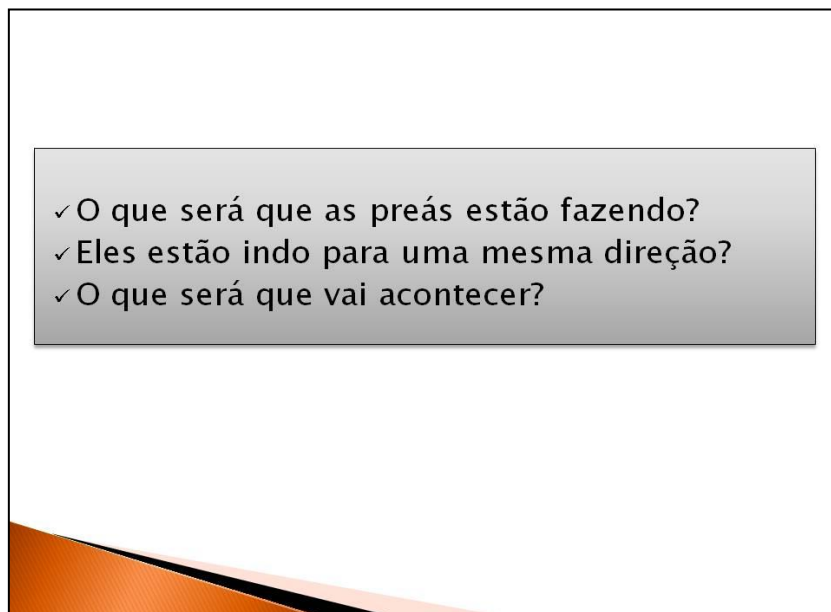 ✓ O que será que as preás estão fazendo?
✓ Eles estão indo para uma mesma direção?
✓ O que será que vai acontecer?